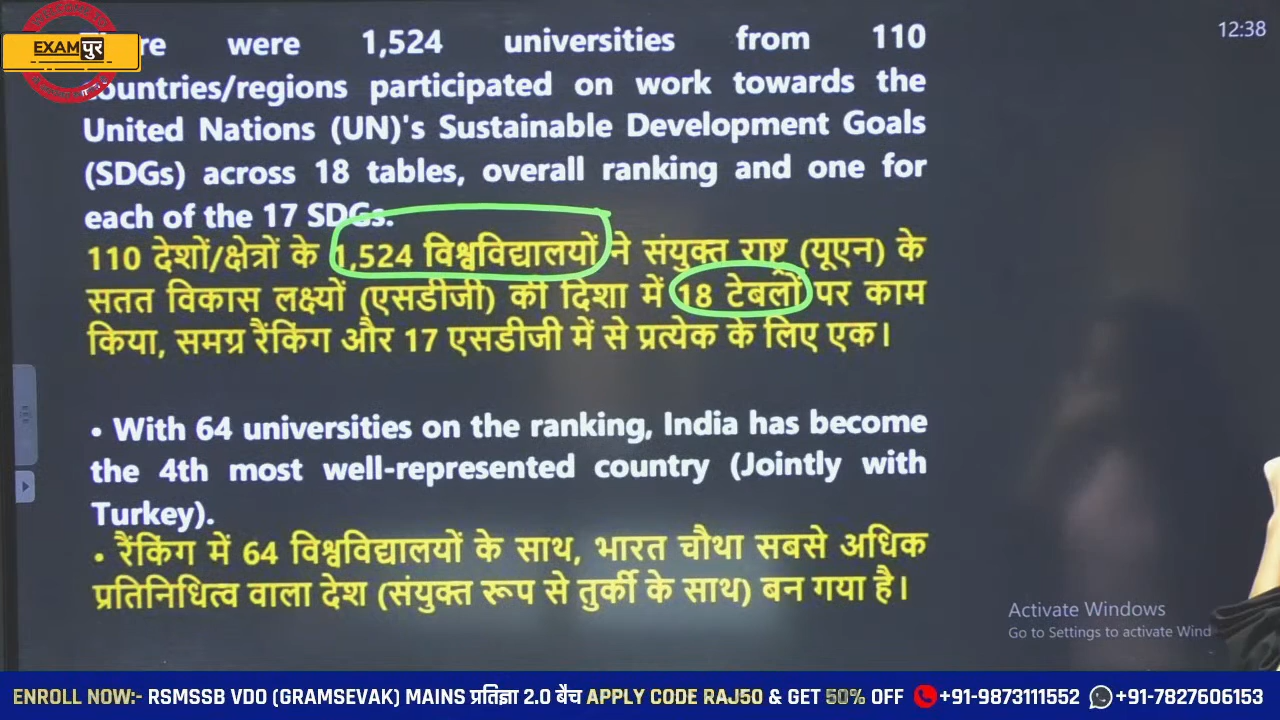 EXAMपुर
were 1,524 universities from 110
countries/regions participated on work towards the
United Nations (UN)'s Sustainable Development Goals
(SDGs) across 18 tables, overall ranking and one for
each of the 17 SDGs.
110 देशों/क्षेत्रों के 1,524 विश्वविद्यालयों ने संयुक्त राष्ट्र (यूएन) के
सतत विकास लक्ष्यों (एसडीजी) की दिशा में 18 टेबलों पर काम
किया, समग्र रैंकिंग और 17 एसडीजी में से प्रत्येक के लिए एक।
• With 64 universities on the ranking, India has become
the 4th most well-represented country (Jointly with
Turkey).
• रैंकिंग में 64 विश्वविद्यालयों के साथ, भारत चौथा सबसे अधिक
प्रतिनिधित्व वाला देश (संयुक्त रूप से तुर्की के साथ) बन गया है।
12:38
Activate Windows
Go to Settings to activate Wind
ENROLL NOW:- RSMSSB VDO (GRAMSEVAK) MAINS प्रतिज्ञा 2.0 बैच APPLY CODE RAJ50 & GET 50% OFF +91-9873111552 +91-7827606153